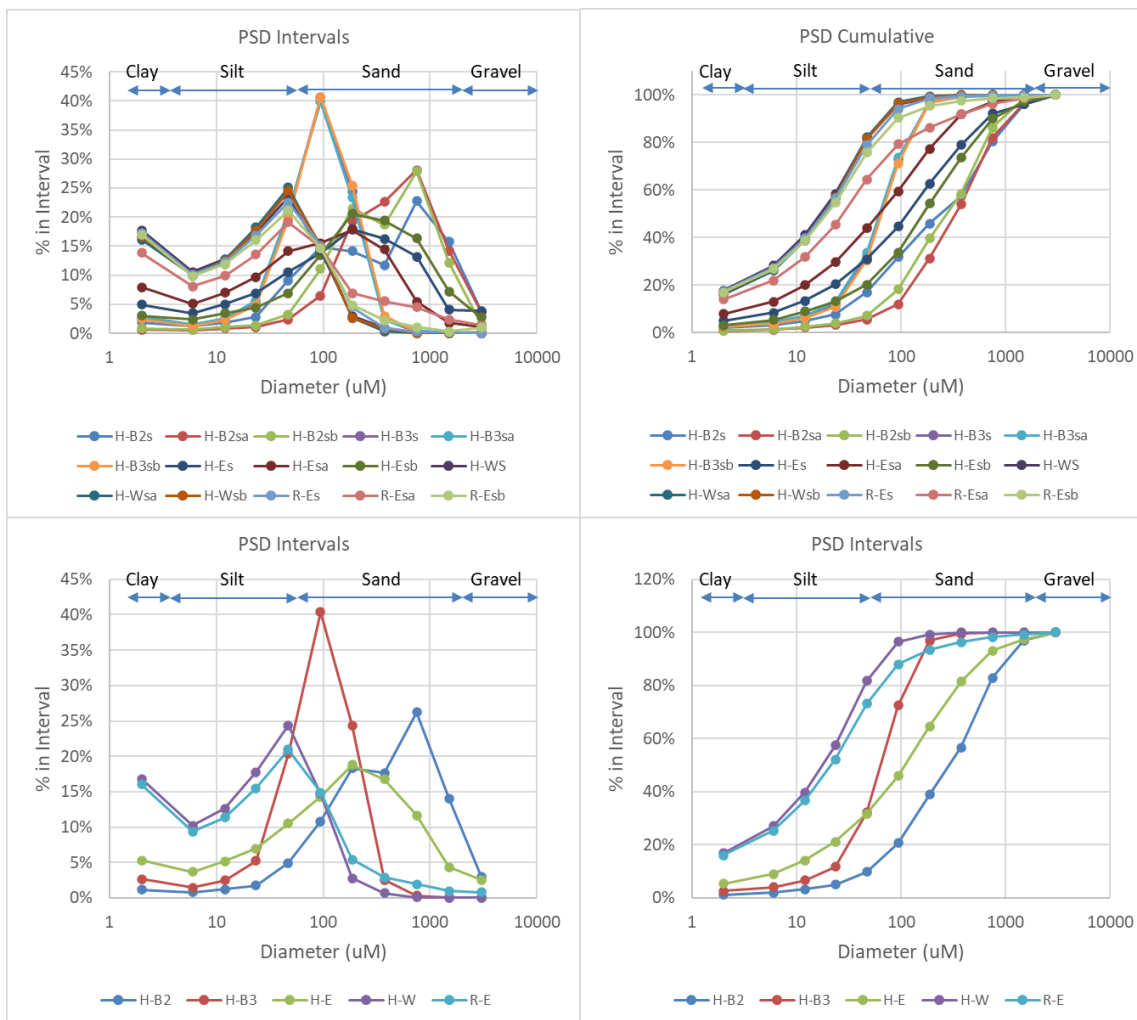 PSD Intervals
Clay Silt Sand Gravel
45%
40%
35%
30%
25%
20%
15%
10%
5%
0%
% in Interval
1 10 100 1000 10000
Diameter (uM)
H-B2s H-B2sa H-B2sb H-B3s H-B3sa
H-B3sb H-Es H-Esa H-Esb H-WS
H-Wsa H-Wsb R-Es R-Esa R-Esb
PSD Cumulative
Clay Silt Sand Gravel
100%
80%
60%
40%
20%
0%
% in Interval
1 10 100 1000 10000
Diameter (uM)
H-B2s H-B2sa H-B2sb H-B3s H-B3sa
H-B3sb H-Es H-Esa H-Esb H-WS
H-Wsa H-Wsb R-Es R-Esa R-Esb
PSD Intervals
Clay Silt Sand Gravel
45%
40%
35%
30%
25%
20%
15%
10%
5%
0%
% in Interval
1 10 100 1000 10000
Diameter (uM)
H-B2 H-B3 H-E H-W R-E
PSD Intervals
Clay Silt Sand Gravel
120%
100%
80%
60%
40%
20%
0%
% in Interval
1 10 100 1000 10000
Diameter (uM)
H-B2 H-B3 H-E H-W R-E